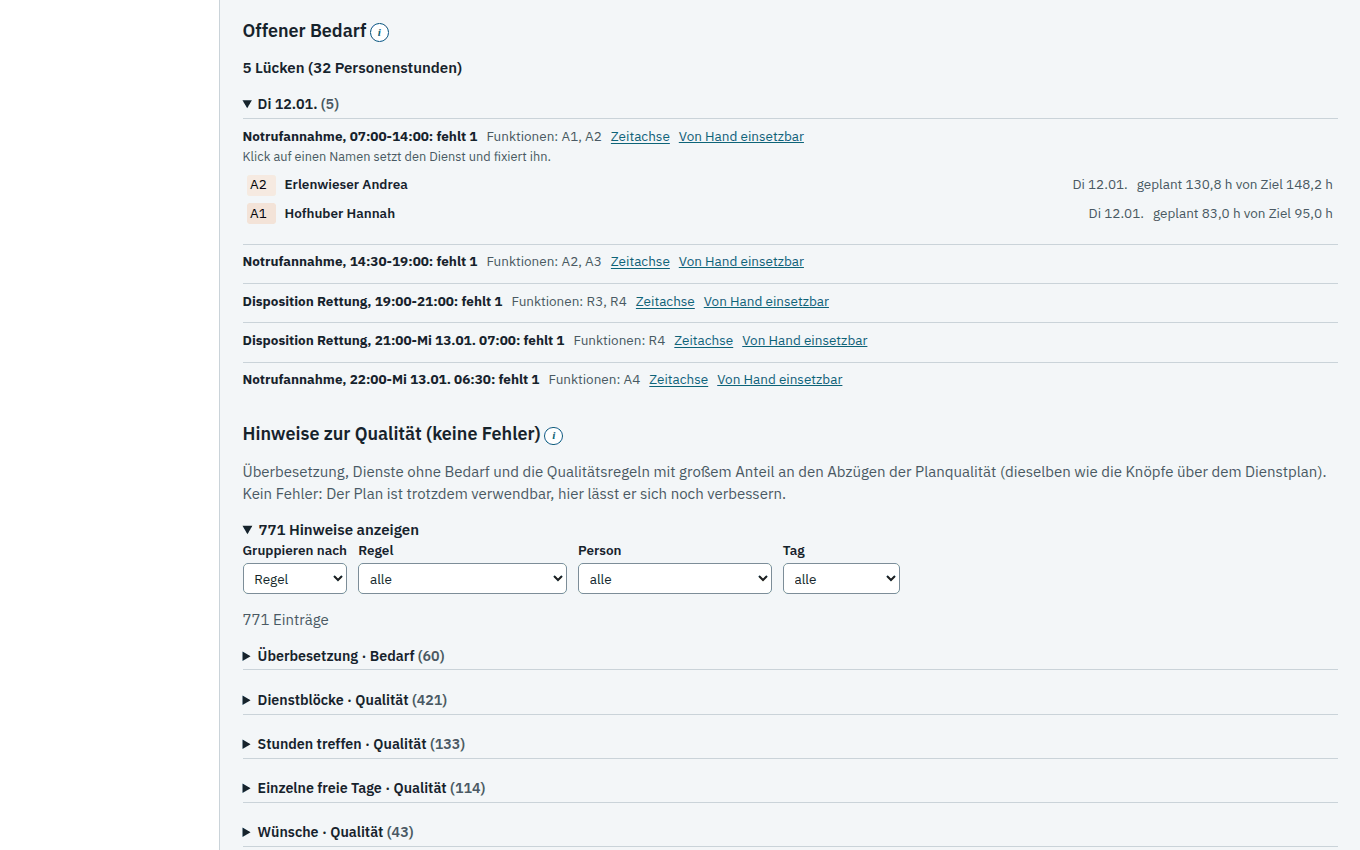 Offener Bedarf i
5 Lücken (32 Personenstunden)
Di 12.01. (5)
Notrufannahme, 07:00-14:00: fehlt 1 Funktionen: A1, A2 Zeitachse Von Hand einsetzbar
Klick auf einen Namen setzt den Dienst und fixiert ihn.
A2 Erlenwieser Andrea Di 12.01. geplant 130,8 h von Ziel 148,2 h
A1 Hofhuber Hannah Di 12.01. geplant 83,0 h von Ziel 95,0 h
Notrufannahme, 14:30-19:00: fehlt 1 Funktionen: A2, A3 Zeitachse Von Hand einsetzbar
Disposition Rettung, 19:00-21:00: fehlt 1 Funktionen: R3, R4 Zeitachse Von Hand einsetzbar
Disposition Rettung, 21:00-Mi 13.01. 07:00: fehlt 1 Funktionen: R4 Zeitachse Von Hand einsetzbar
Notrufannahme, 22:00-Mi 13.01. 06:30: fehlt 1 Funktionen: A4 Zeitachse Von Hand einsetzbar
Hinweise zur Qualität (keine Fehler) i
Überbesetzung, Dienste ohne Bedarf und die Qualitätsregeln mit großem Anteil an den Abzügen der Planqualität (dieselben wie die Knöpfe über dem Dienstplan).
Kein Fehler: Der Plan ist trotzdem verwendbar, hier lässt er sich noch verbessern.
771 Hinweise anzeigen
Gruppieren nach Regel Person Tag
Regel alle alle alle
771 Einträge
Überbesetzung · Bedarf (60)
Dienstblöcke · Qualität (421)
Stunden treffen · Qualität (133)
Einzelne freie Tage · Qualität (114)
Wünsche · Qualität (43)